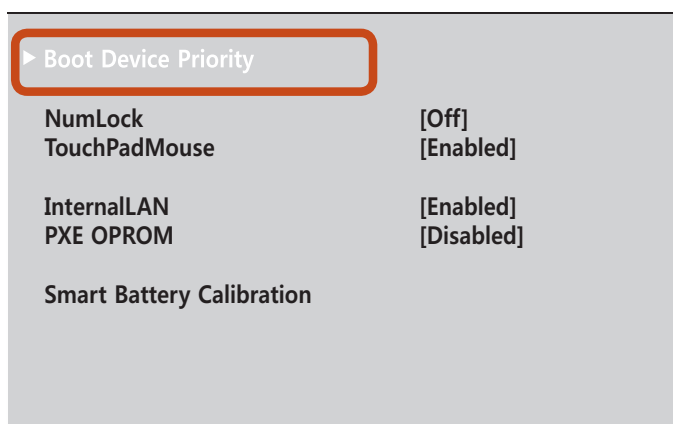 Boot Device Priority
NumLock [Off]
TouchPadMouse [Enabled]
InternalLAN [Enabled]
PXE OPROM [Disabled]
Smart Battery Calibration